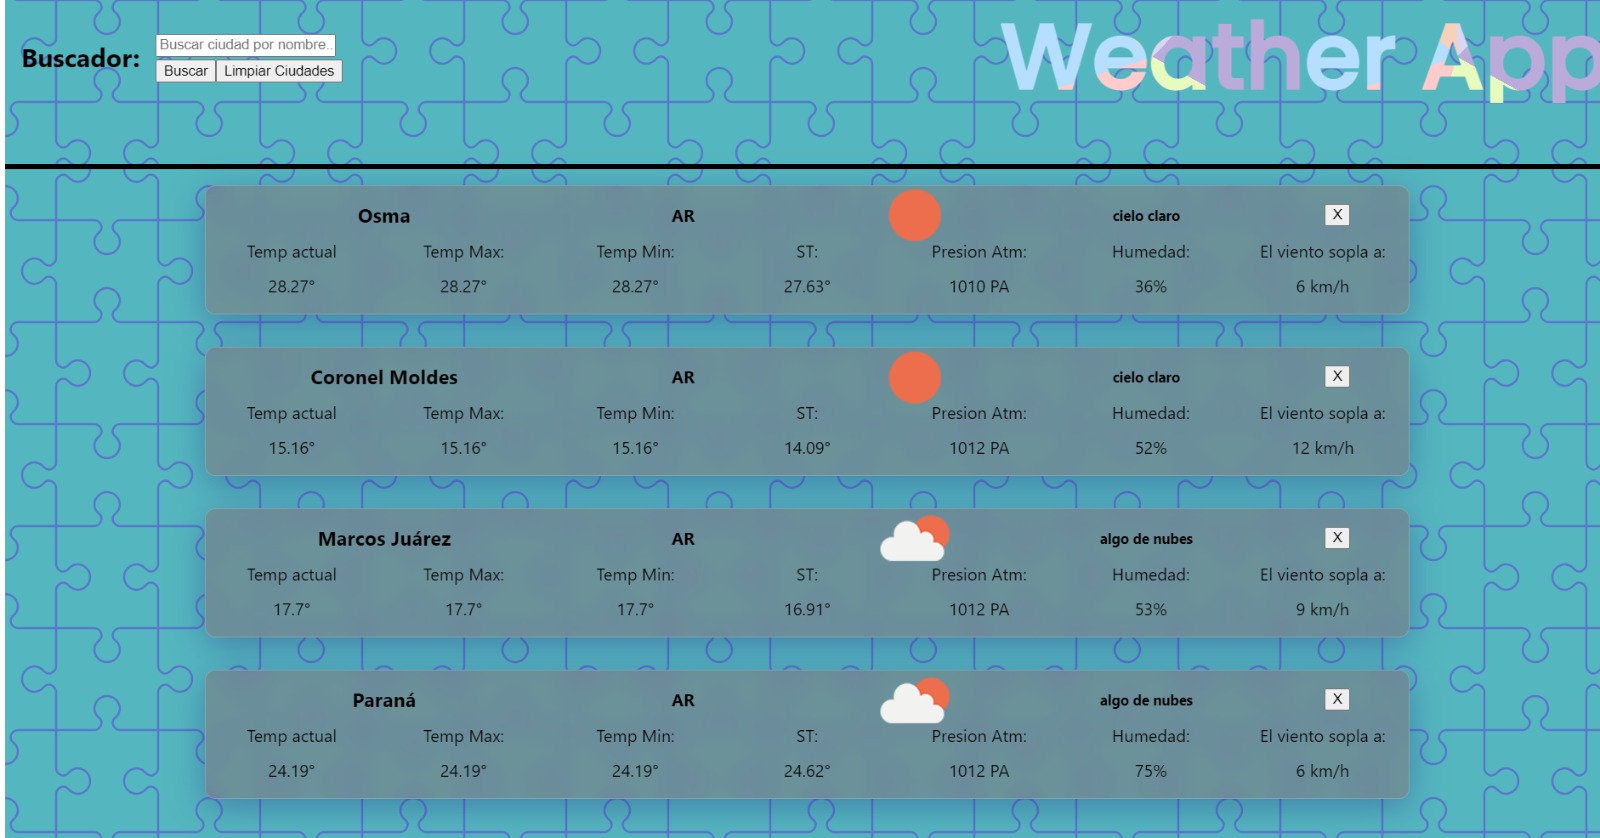 Buscador:
Buscar ciudad por nombre..
Buscar Limpiar Ciudades
Weather App
Osma AR cielo claro X
Temp actual Temp Max: Temp Min: ST: Presion Atm: Humedad: El viento sopla a:
28.27° 28.27° 28.27° 27.63° 1010 PA 36% 6 km/h
Coronel Moldes AR cielo claro X
Temp actual Temp Max: Temp Min: ST: Presion Atm: Humedad: El viento sopla a:
15.16° 15.16° 15.16° 14.09° 1012 PA 52% 12 km/h
Marcos Juárez AR algo de nubes X
Temp actual Temp Max: Temp Min: ST: Presion Atm: Humedad: El viento sopla a:
17.7° 17.7° 17.7° 16.91° 1012 PA 53% 9 km/h
Paraná AR algo de nubes X
Temp actual Temp Max: Temp Min: ST: Presion Atm: Humedad: El viento sopla a:
24.19° 24.19° 24.19° 24.62° 1012 PA 75% 6 km/h